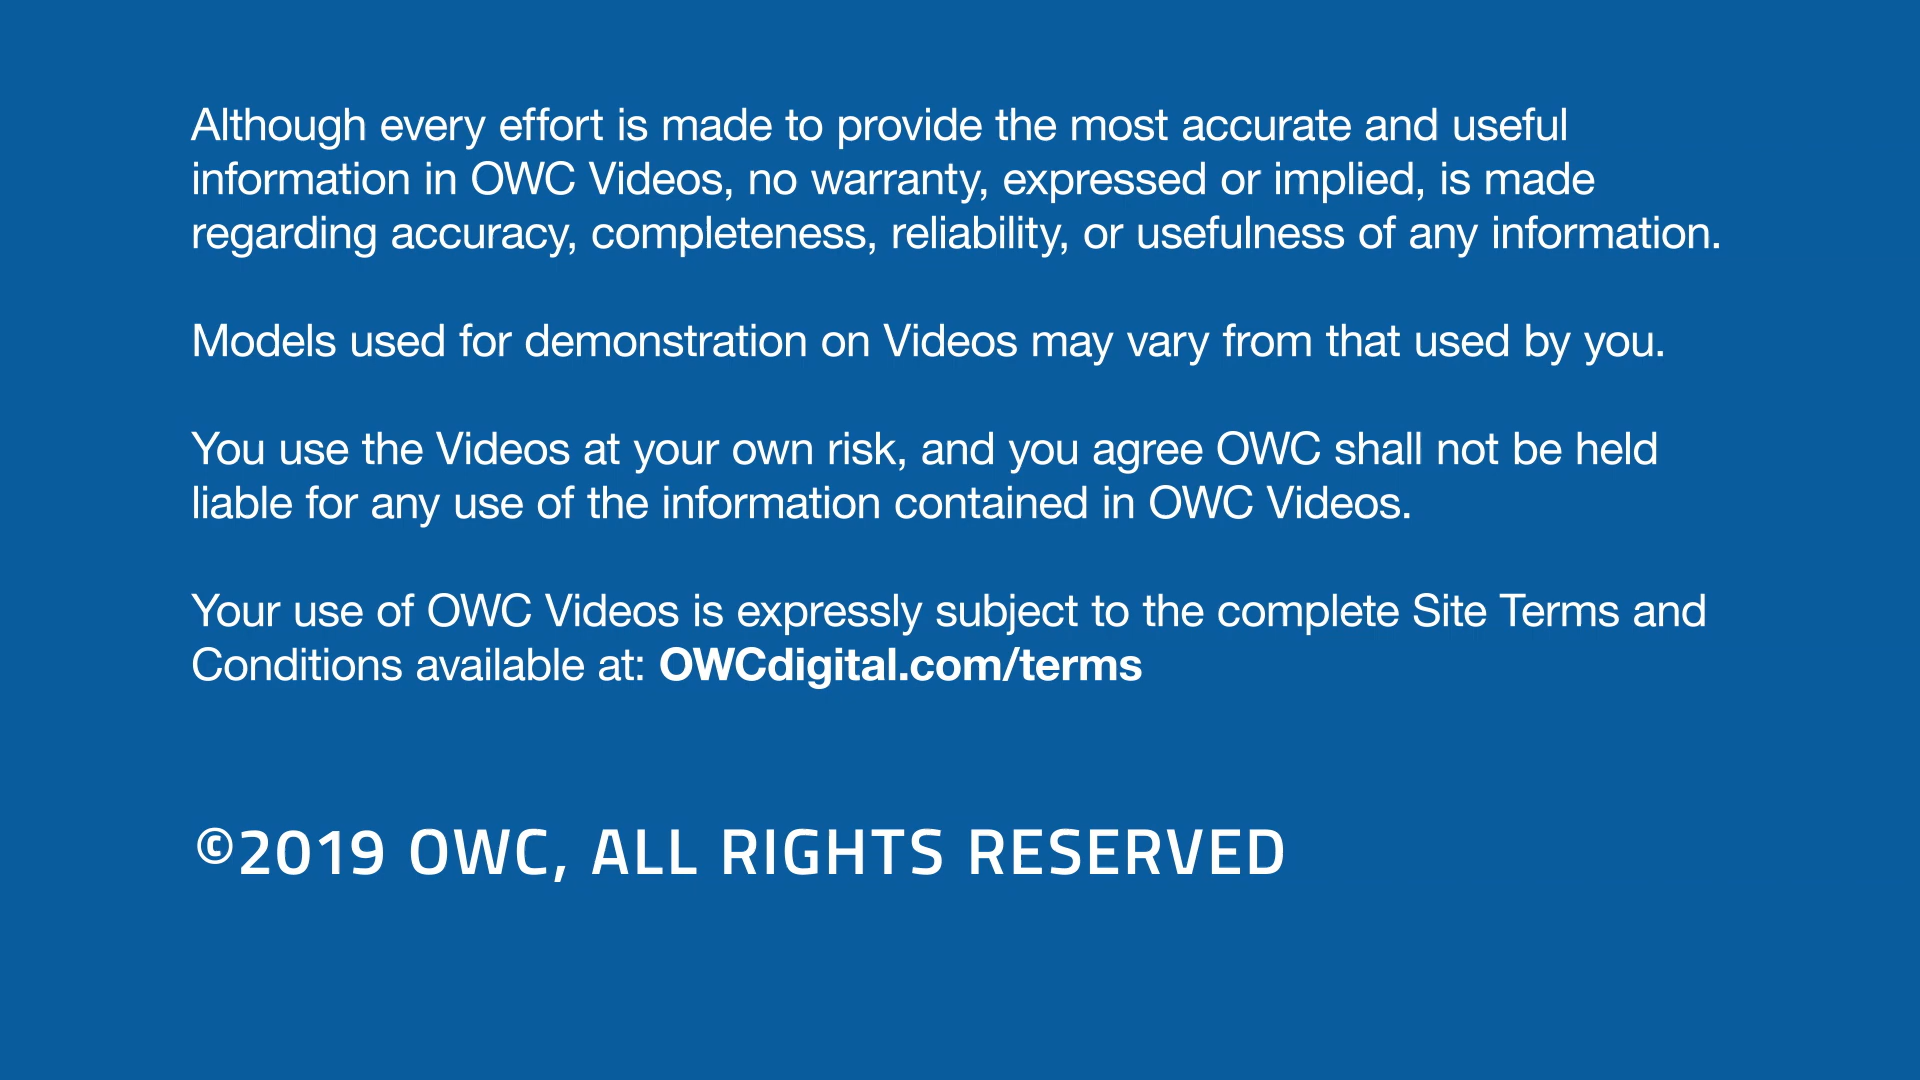 Although every effort is made to provide the most accurate and useful
information in OWC Videos, no warranty, expressed or implied, is made
regarding accuracy, completeness, reliability, or usefulness of any information.
Models used for demonstration on Videos may vary from that used by you.
You use the Videos at your own risk, and you agree OWC shall not be held
liable for any use of the information contained in OWC Videos.
Your use of OWC Videos is expressly subject to the complete Site Terms and
Conditions available at: OWCdigital.com/terms
©2019 OWC, ALL RIGHTS RESERVED